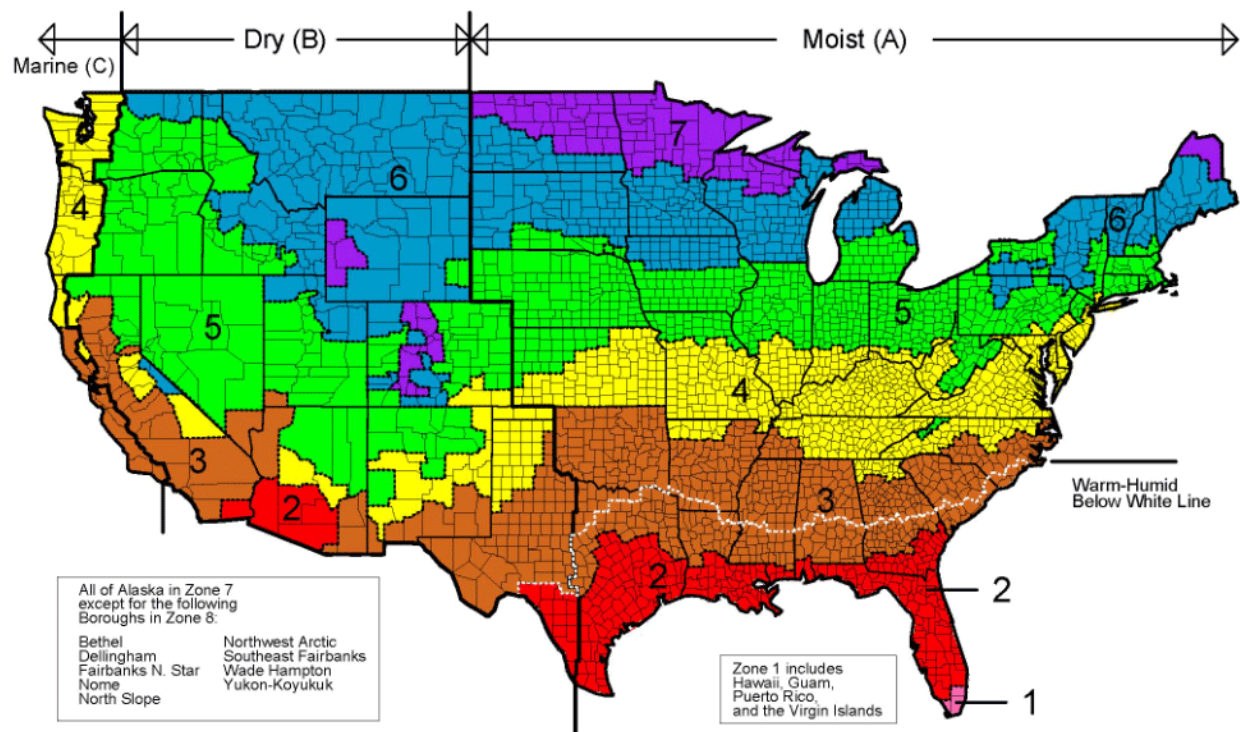 Marine (C)
Dry (B)
Moist (A)
7
6
4
6
5
5
4
3
3
Warm-Humid
Below White Line
2
2
2
1
All of Alaska in Zone 7
except for the following
Boroughs in Zone 8:
Bethel
Dellingham
Fairbanks N. Star
Nome
North Slope
Northwest Arctic
Southeast Fairbanks
Wade Hampton
Yukon-Koyukuk
Zone 1 includes
Hawaii, Guam,
Puerto Rico,
and the Virgin Islands